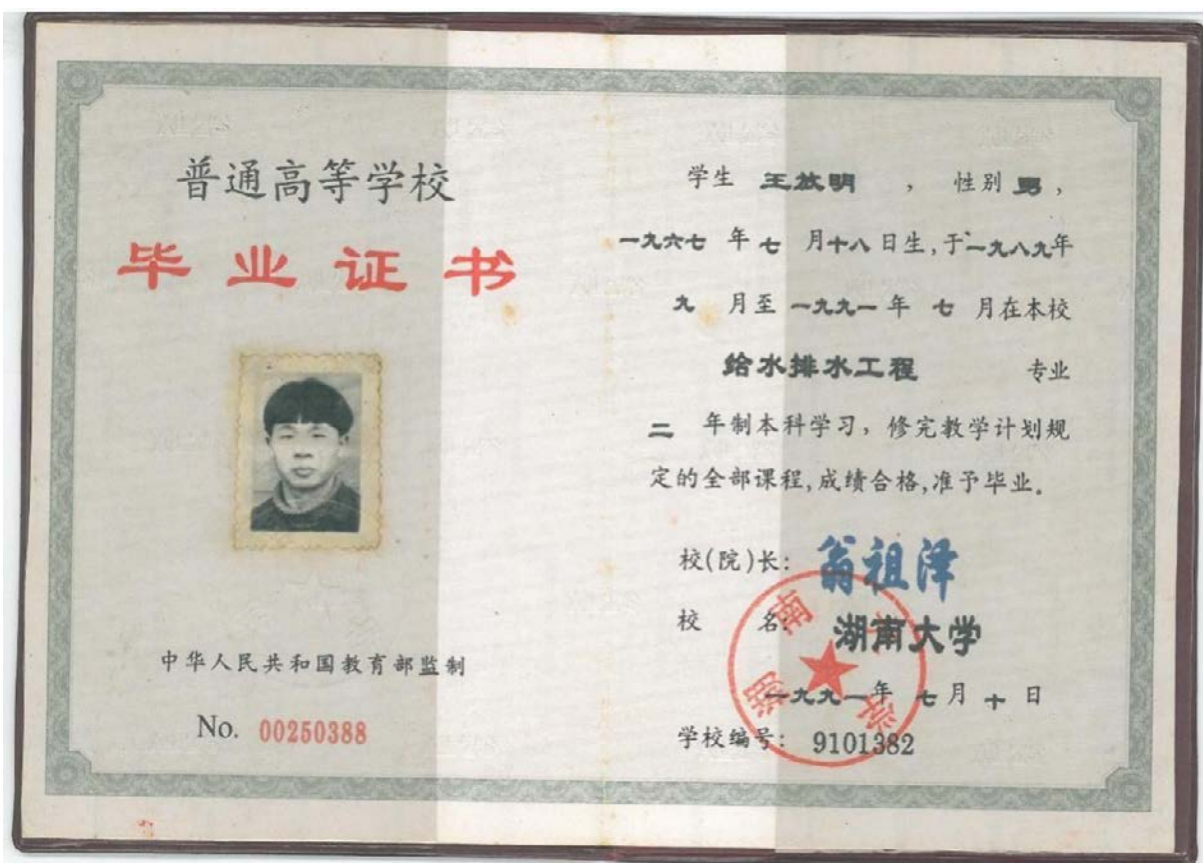 普通高等学校
毕业证书
中华人民共和国教育部监制
No. 00250388
学生 王放明 ， 性别 男，
一九六七 年 七 月十八 日生，于一九八九年
九 月至 一九九一 年 七 月在本校
给水排水工程 专业
二 年制本科学习，修完教学计划规
定的全部课程，成绩合格，准予毕业。
校(院)长： 翁祖泽
校 名： 湖南大学
一九九一年 七月 十 日
学校编号： 9101382